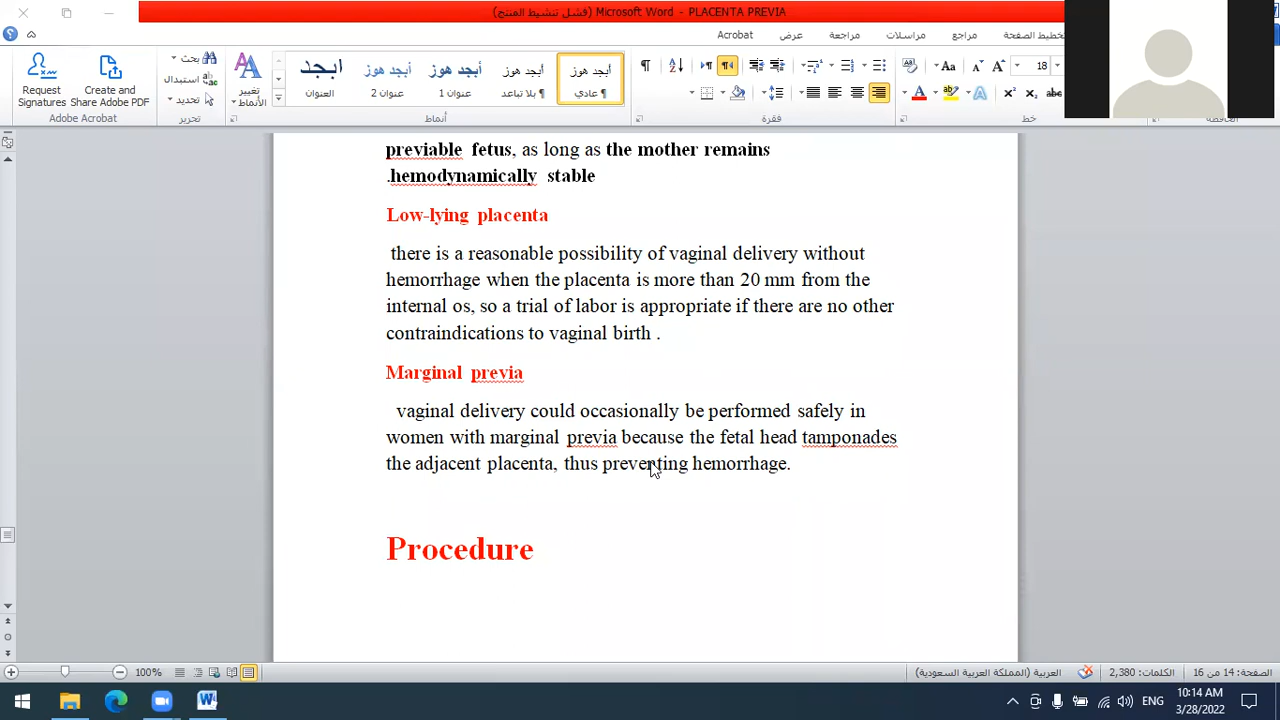 PLACENTA PREVIA - Microsoft Word (فشل تنشيط المنتج)
Acrobat
عرض
مراجعة
مراسلات
مراجع
تخطيط الصفحة
Request Signatures
Create and Share Adobe PDF
Adobe Acrobat
بحث
استبدال
تحديد
تحرير
تغيير الأنماط
أبجد
العنوان
أبجد هوز
عنوان 2
أبجد هوز
عنوان 1
أبجد هوز
¶ بلا تباعد
أبجد هوز
¶ عادي
أنماط
فقرة
18
Aa
abc
خط
الحافظة
previable fetus, as long as the mother remains
.hemodynamically stable
Low-lying placenta
there is a reasonable possibility of vaginal delivery without
hemorrhage when the placenta is more than 20 mm from the
internal os, so a trial of labor is appropriate if there are no other
contraindications to vaginal birth .
Marginal previa
vaginal delivery could occasionally be performed safely in
women with marginal previa because the fetal head tamponades
the adjacent placenta, thus preventing hemorrhage.
Procedure
100%
العربية (المملكة العربية السعودية)
الكلمات: 2,380
الصفحة: 14 من 16
ENG
10:14 AM
3/28/2022